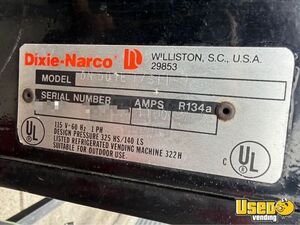 Dixie-Narco
WILLISTON, S.C., U.S.A.
29853
MODEL
SERIAL NUMBER AMPS R134a
115 V-60 Hz 1 PH
DESIGN PRESSURE 325 HS/140 LS
LISTED REFRIGERATED VENDING MACHINE 322H
SUITABLE FOR OUTDOOR USE.
UL
C UL
Used
vending